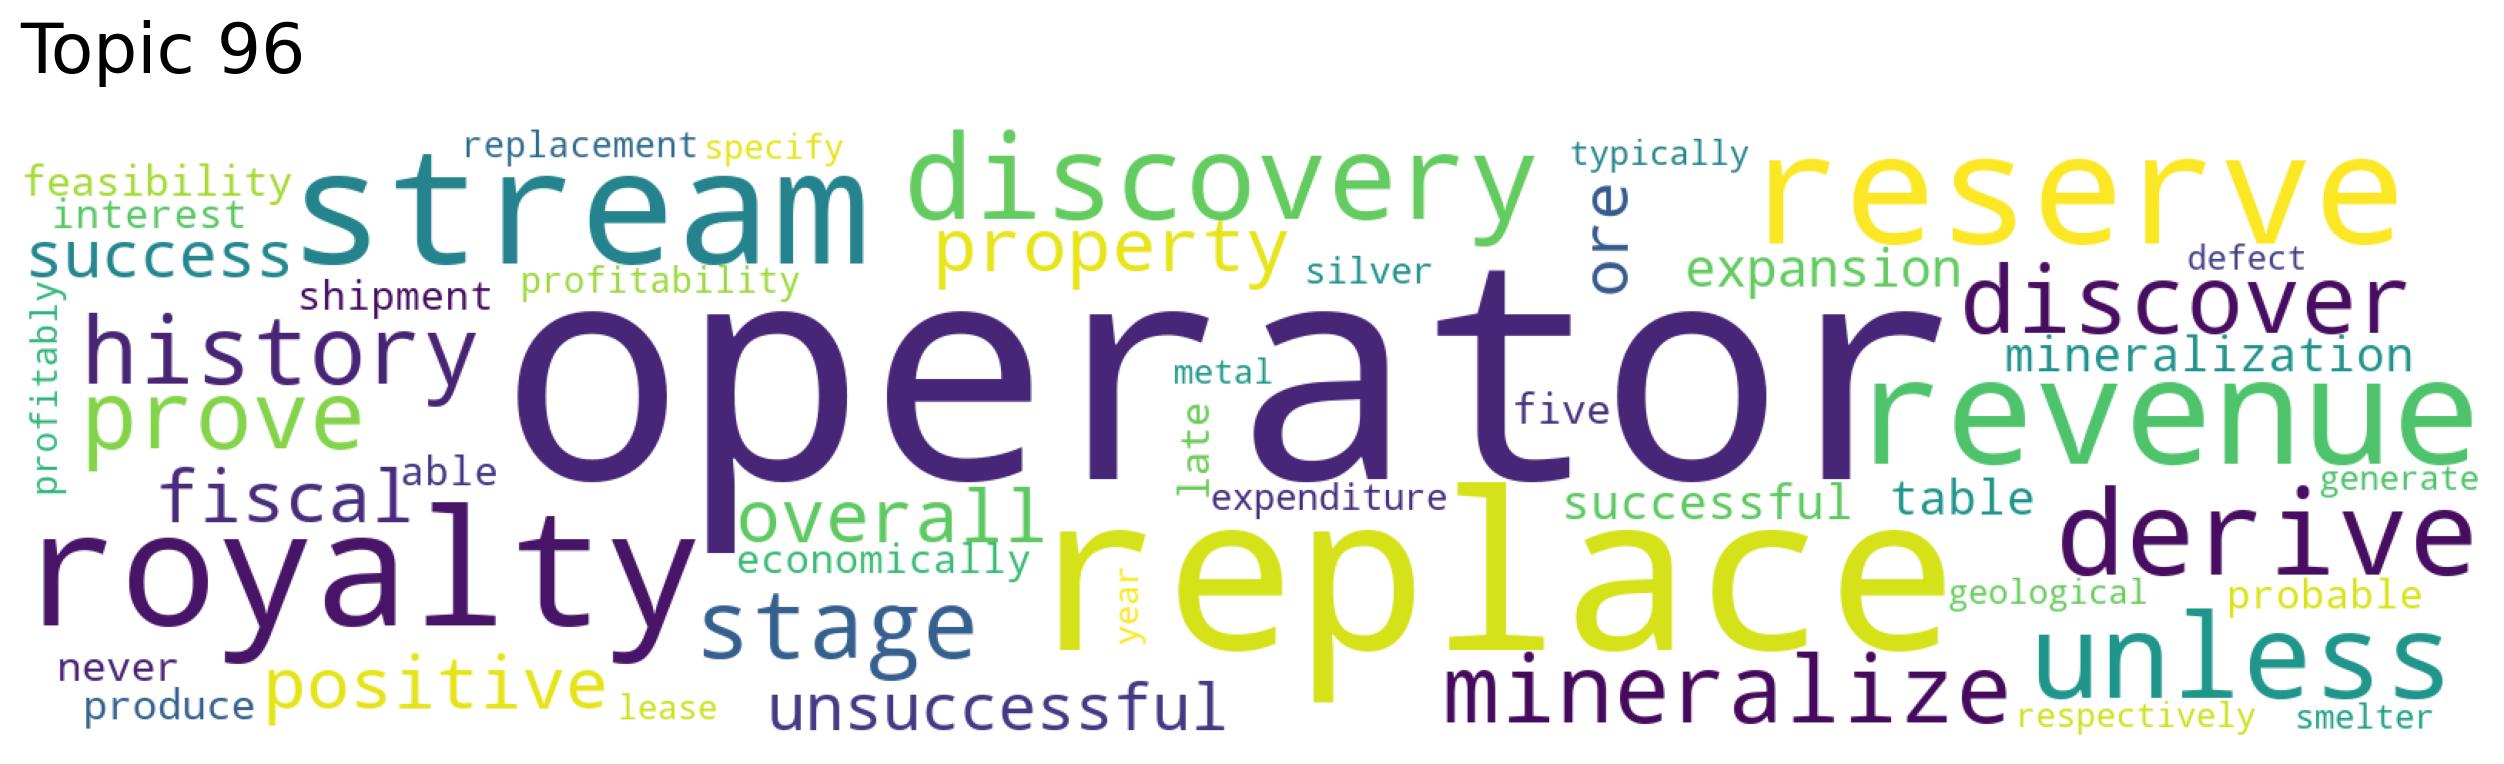 Topic 96
replacement
specify
discovery
typically
reserve
feasibility
stream
interest
ore
property
success
silver
expansion
defect
profitability
shipment
discover
profitably
history
operator
mineralization
metal
five
revenue
prove
late
able
fiscal
expenditure
successful
table
generate
overall
royalty
replace
derive
economically
year
geological
probable
stage
unless
never
positive
mineralize
produce
lease
unsuccessful
respectively
smelter